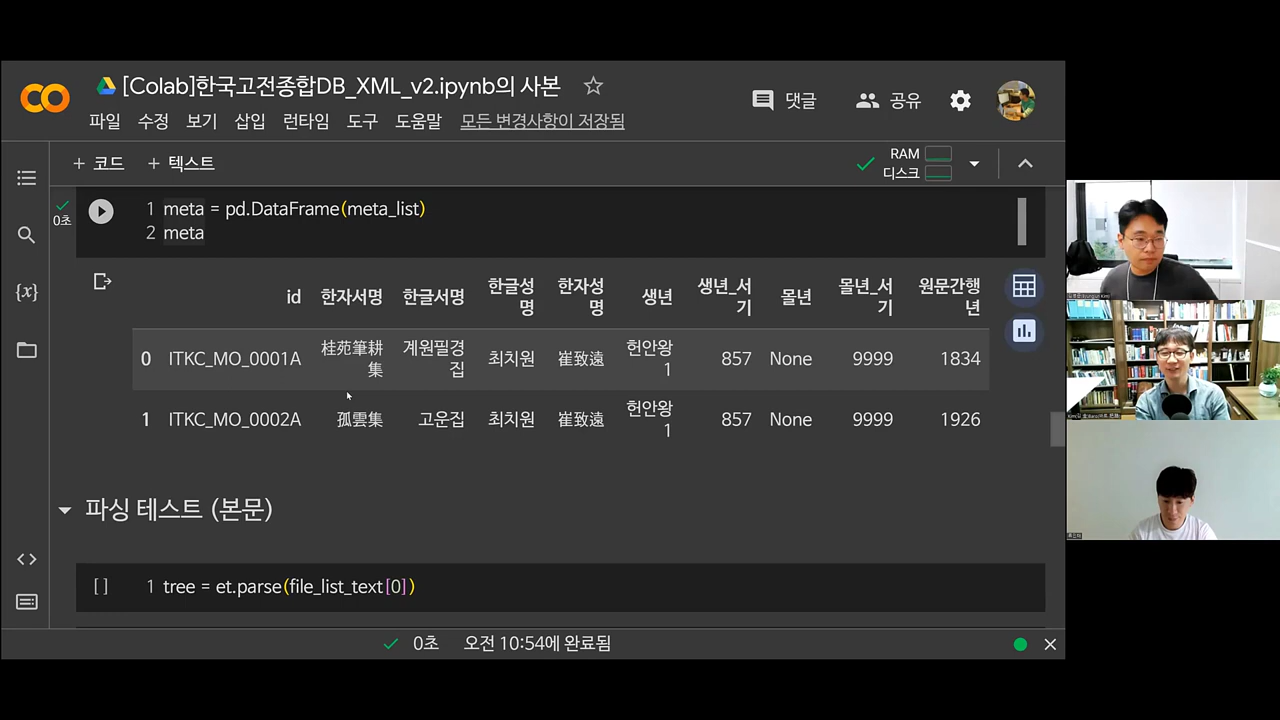 [Colab]한국고전종합DB_XML_v2.ipynb의 사본
댓글 공유
파일 수정 보기 삽입 런타임 도구 도움말 모든 변경사항이 저장됨
+ 코드 + 텍스트
RAM
디스크
0초
1 meta = pd.DataFrame(meta_list)
2 meta
id 한자서명 한글서명 한글성명 한자성명 생년 생년_서기 몰년 몰년_서기 원문간행년
0 ITKC_MO_0001A 桂苑筆耕集 계원필경집 최치원 崔致遠 헌안왕 1 857 None 9999 1834
1 ITKC_MO_0002A 孤雲集 고운집 최치원 崔致遠 헌안왕 1 857 None 9999 1926
파싱 테스트 (본문)
[ ] 1 tree = et.parse(file_list_text[0])
0초 오전 10:54에 완료됨